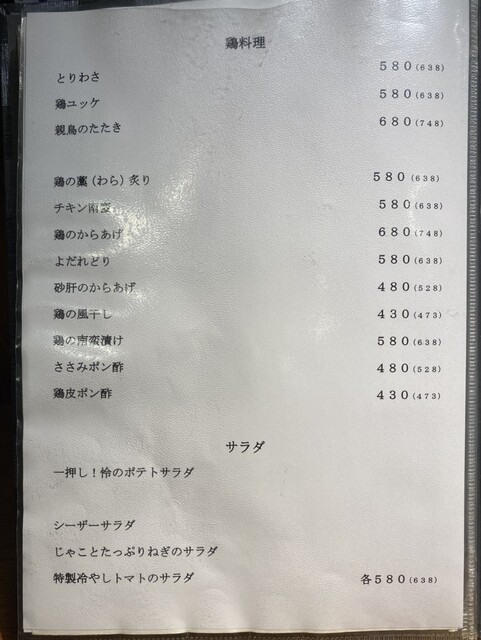 鶏料理
とりわさ 580(638)
鶏ユッケ 580(638)
親鳥のたたき 680(748)
鶏の藁(わら)炙り 580(638)
チキン南蛮 580(638)
鶏のからあげ 680(748)
よだれどり 580(638)
砂肝のからあげ 480(528)
鶏の風干し 430(473)
鶏の南蛮漬け 580(638)
ささみポン酢 480(528)
鶏皮ポン酢 430(473)
サラダ
一押し！怜のポテトサラダ
シーザーサラダ
じゃことたっぷりねぎのサラダ
特製冷やしトマトのサラダ 各580(638)